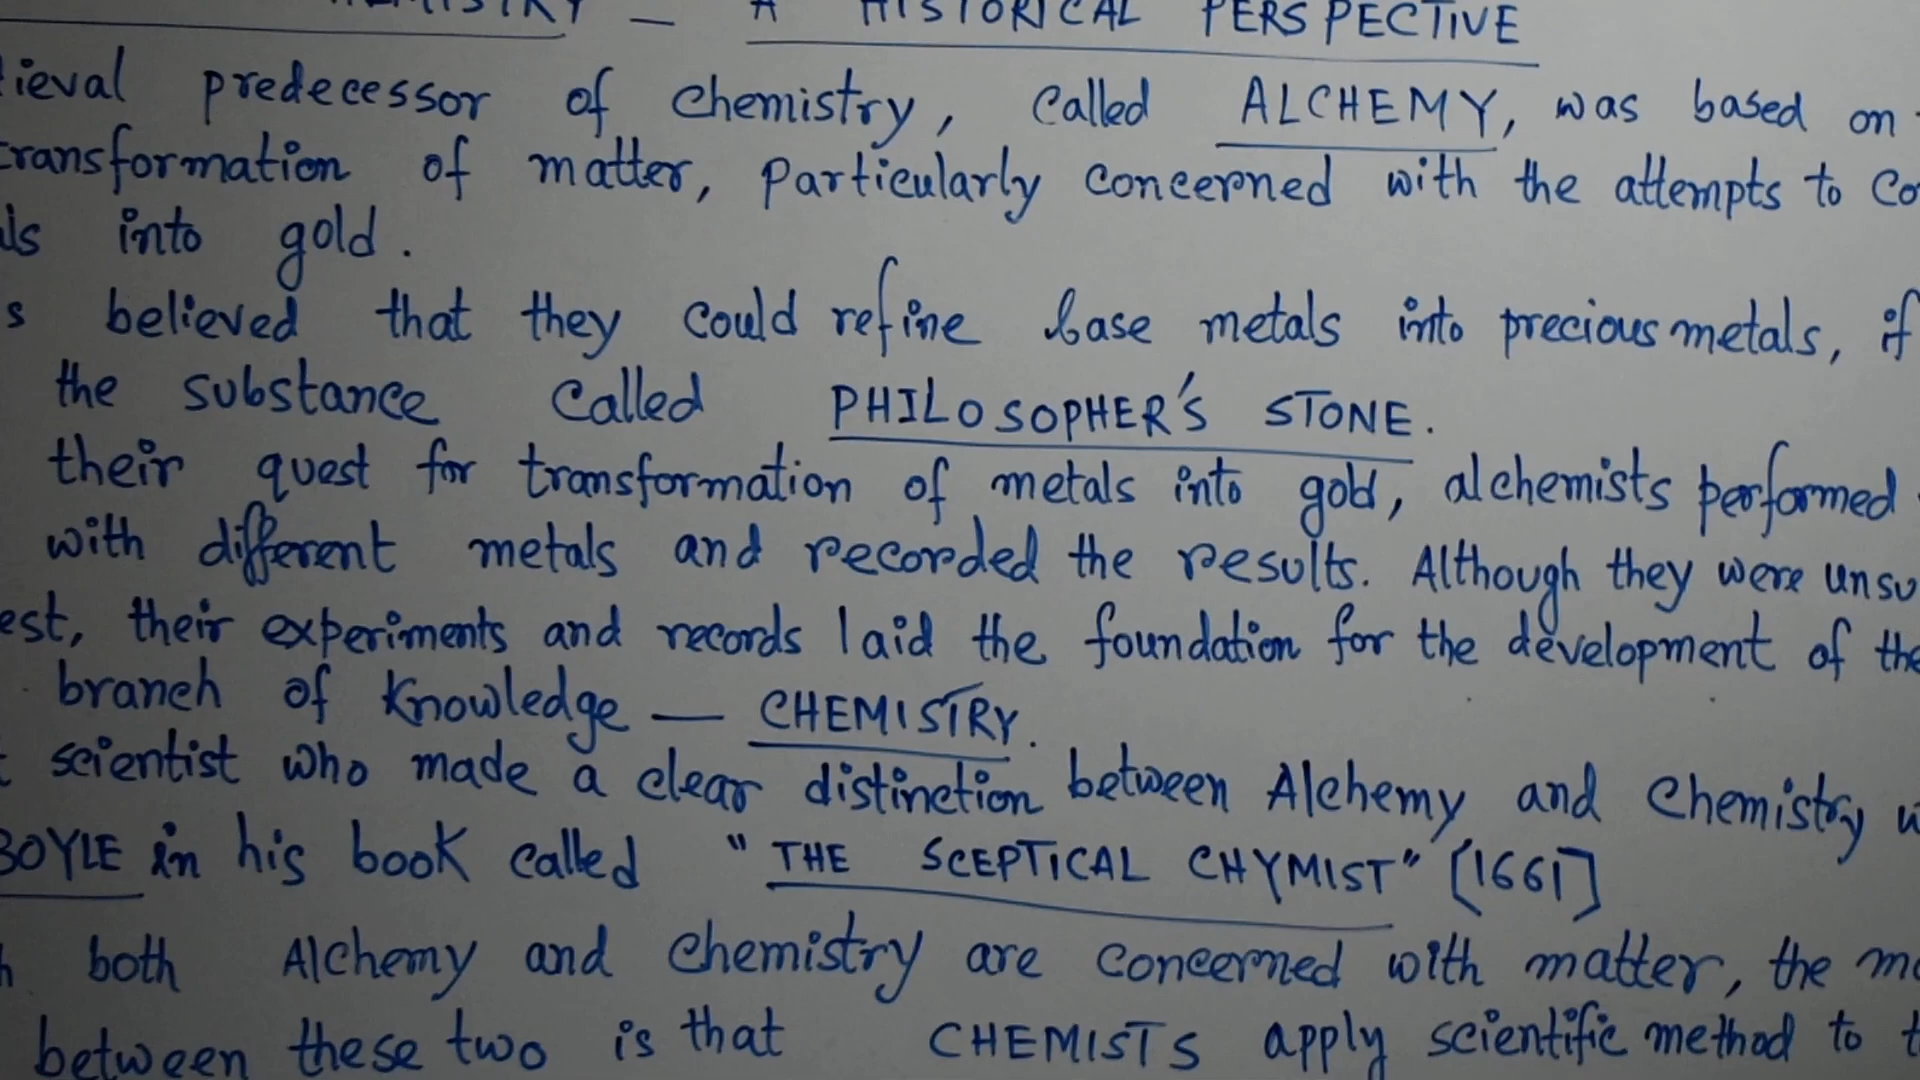 CHEMISTRY — A HISTORICAL PERSPECTIVE
ieval predecessor of chemistry, called ALCHEMY, was based on
transformation of matter, particularly concerned with the attempts to co
ls into gold.
s believed that they could refine base metals into precious metals, if
the substance called PHILOSOPHER'S STONE.
their quest for transformation of metals into gold, alchemists performed
with different metals and recorded the results. Although they were unsu
est, their experiments and records laid the foundation for the development of the
branch of knowledge — CHEMISTRY.
t scientist who made a clear distinction between Alchemy and Chemistry w
BOYLE in his book called "THE SCEPTICAL CHYMIST" [1661]
h both Alchemy and chemistry are concerned with matter, the ma
between these two is that CHEMISTS apply scientific method to t